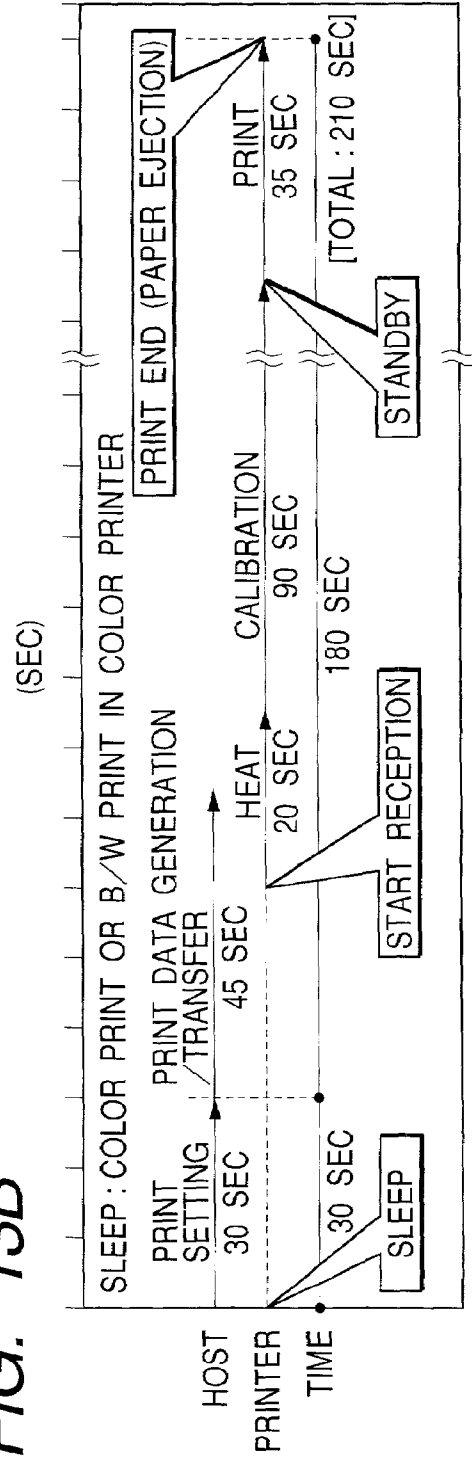 FIG. 13B
(SEC)
SLEEP : COLOR PRINT OR B/W PRINT IN COLOR PRINTER
PRINT END (PAPER EJECTION)
HOST
PRINT
SETTING
30 SEC
PRINT DATA GENERATION
/TRANSFER
45 SEC
PRINTER
HEAT
20 SEC
CALIBRATION
90 SEC
PRINT
35 SEC
TIME
30 SEC
180 SEC
[TOTAL : 210 SEC]
SLEEP
START RECEPTION
STANDBY